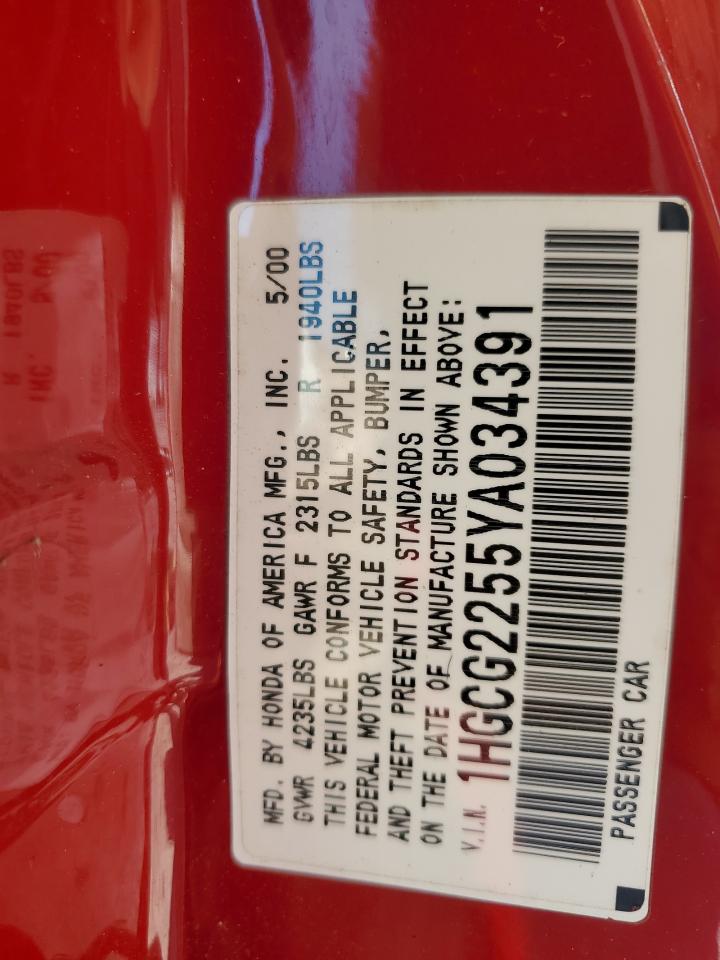 MFD. BY HONDA OF AMERICA MFG., INC. 5/00
GVWR 4235LBS GAWR F 2315LBS R 1940LBS
THIS VEHICLE CONFORMS TO ALL APPLICABLE
FEDERAL MOTOR VEHICLE SAFETY, BUMPER,
AND THEFT PREVENTION STANDARDS IN EFFECT
ON THE DATE OF MANUFACTURE SHOWN ABOVE:
V.I.N. 1HGCG2255YA034391
PASSENGER CAR